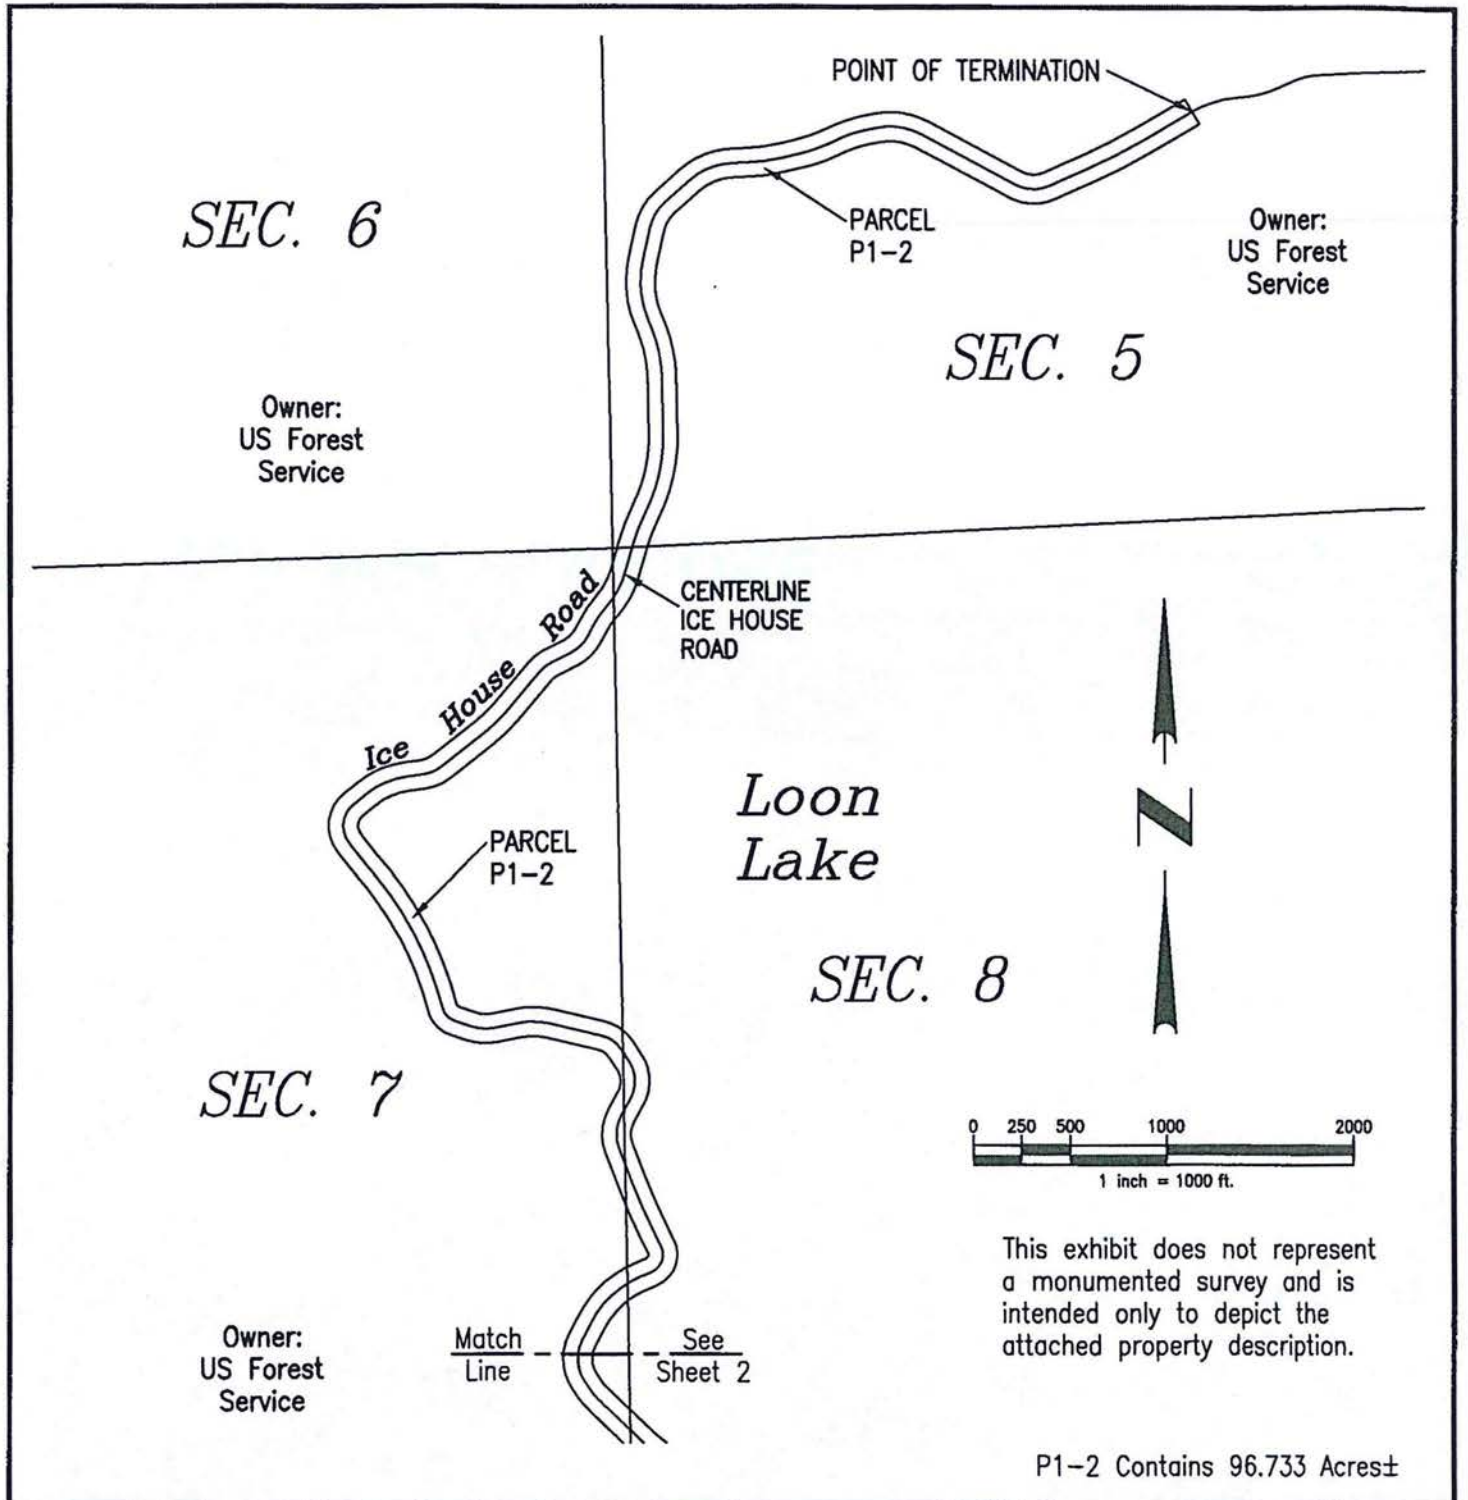 POINT OF TERMINATION
SEC. 6
PARCEL
P1-2
Owner:
US Forest
Service
SEC. 5
Owner:
US Forest
Service
CENTERLINE
ICE HOUSE
ROAD
Ice House Road
Loon
Lake
PARCEL
P1-2
N
SEC. 8
SEC. 7
0 250 500 1000 2000
1 inch = 1000 ft.
This exhibit does not represent
a monumented survey and is
intended only to depict the
attached property description.
Owner:
US Forest
Service
Match
Line
See
Sheet 2
P1-2 Contains 96.733 Acres±